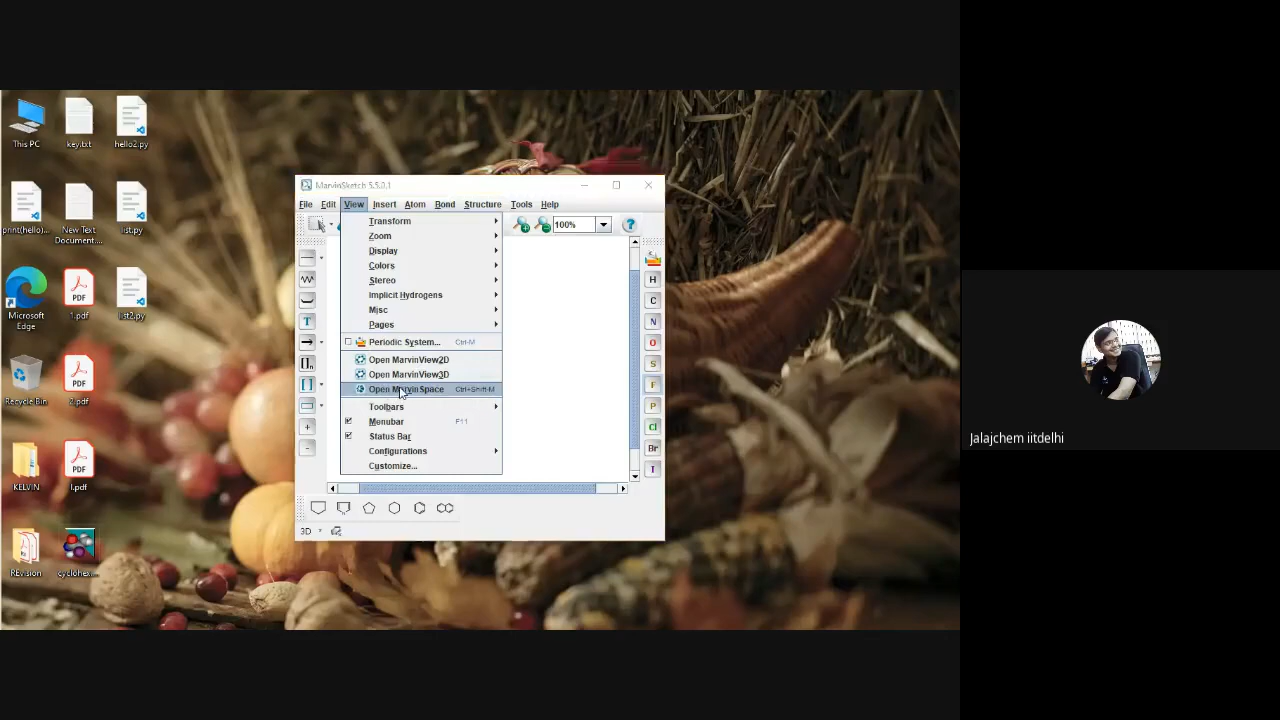 This PC
key.txt
hello2.py
print(hello)...
New Text
Document....
list.py
Microsoft
Edge
1.pdf
list2.py
Recycle Bin
2.pdf
KELVIN
REvision
cyclohex...
MarvinSketch 5.5.0.1
File Edit View Insert Atom Bond Structure Tools Help
100%
?
Transform
Zoom
Display
Colors
Stereo
Implicit Hydrogens
Misc
Pages
Periodic System... Ctrl-M
Open MarvinView2D
Open MarvinView3D
Open MarvinSpace Ctrl+Shift-M
Toolbars
Menubar F11
Status Bar
Configurations
Customize...
T
[]n
[ ]
+
-
H
C
N
O
S
F
P
Cl
Br
I
3D
PDF
PDF
PDF
Jalajchem iitdelhi